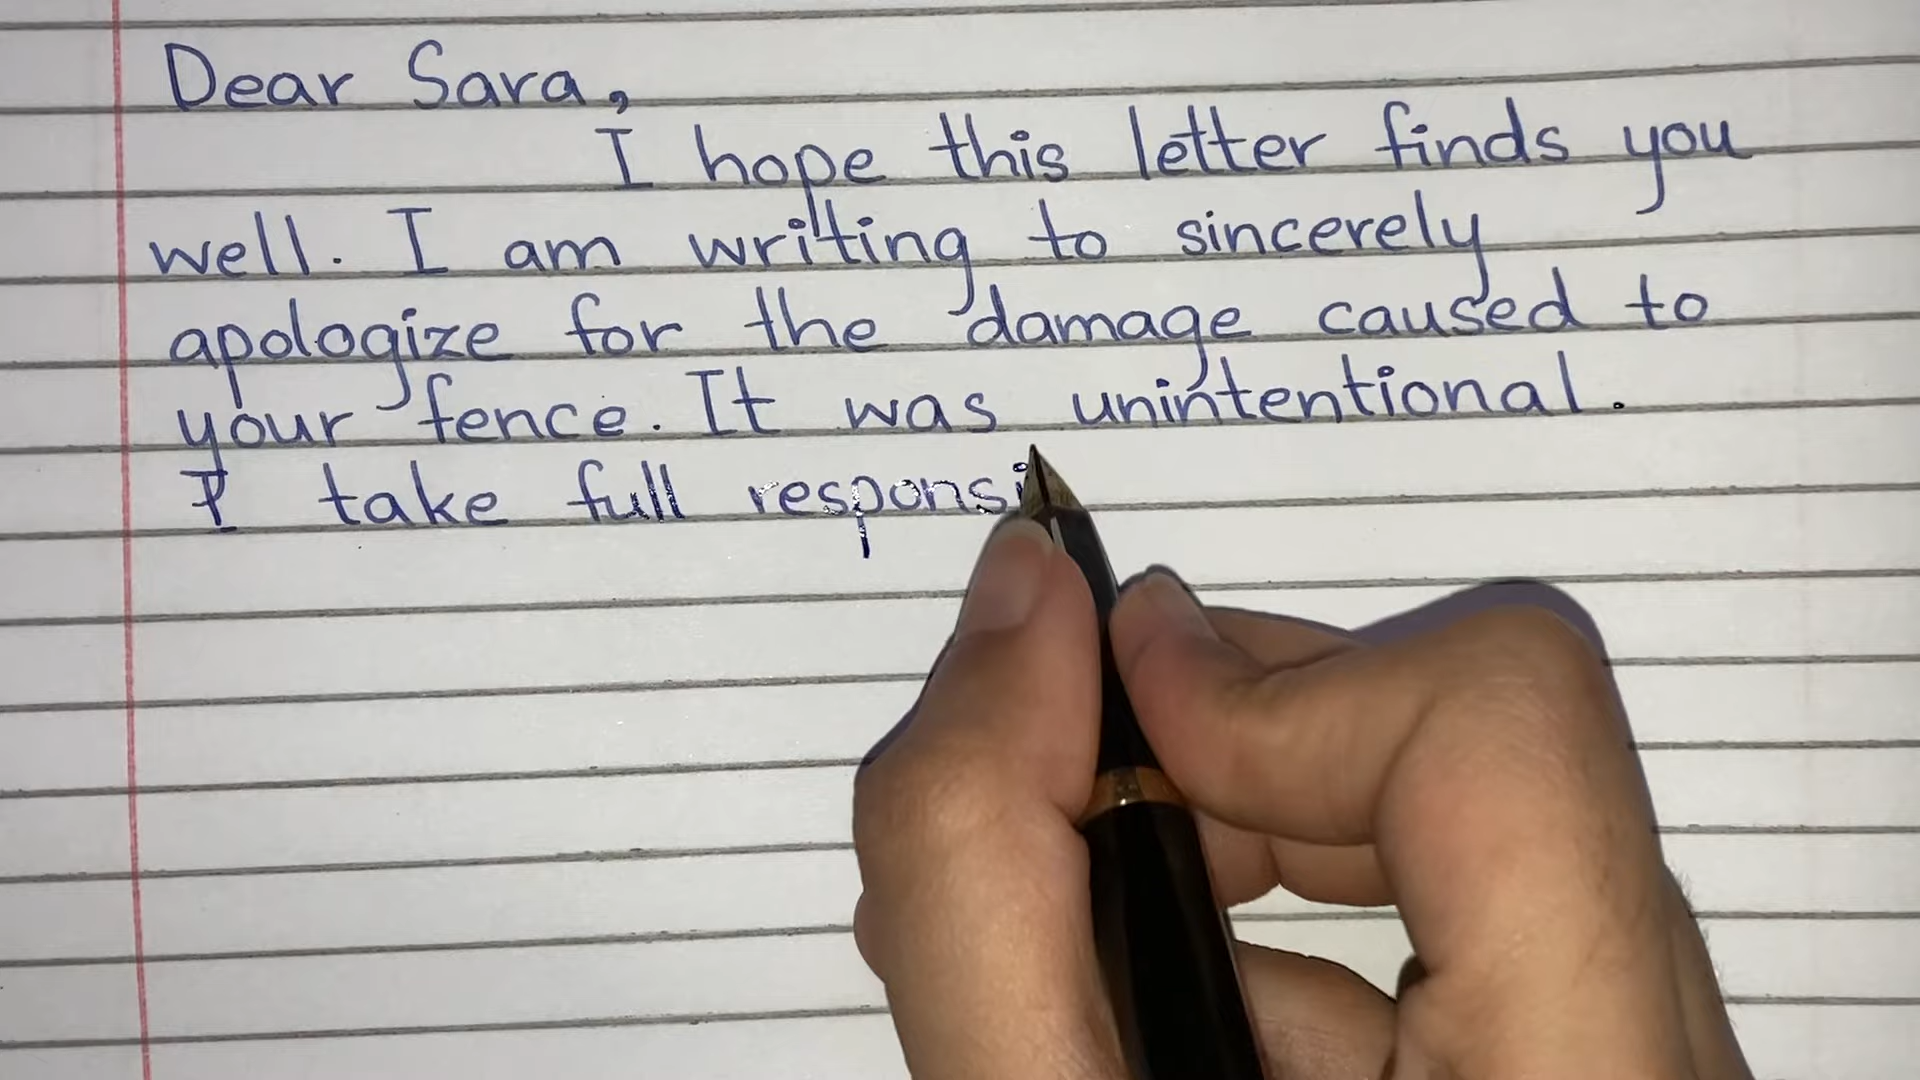 Dear Sara,
I hope this letter finds you
well. I am writing to sincerely
apologize for the damage caused to
your fence. It was unintentional.
I take full responsi